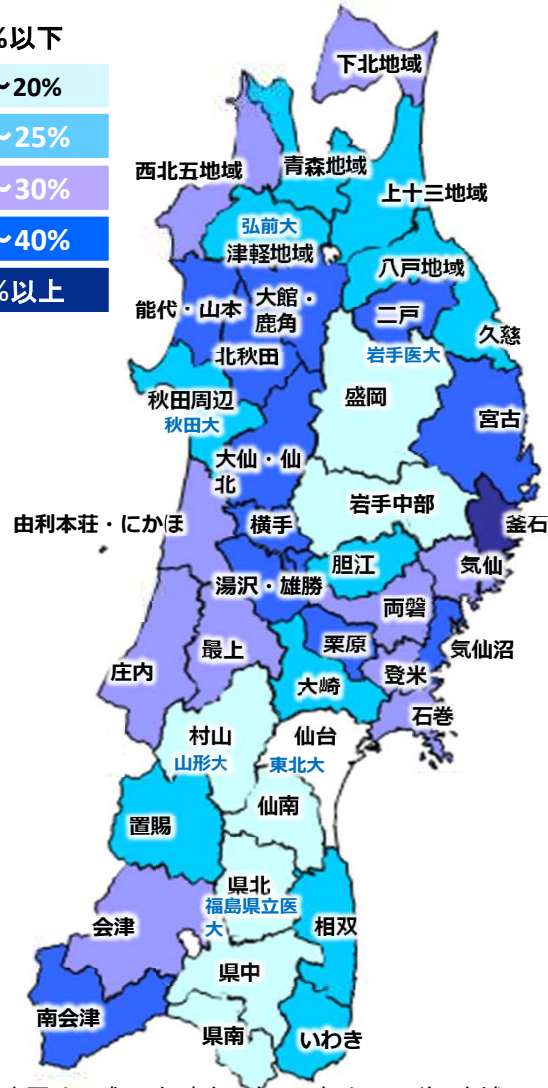 %以下
～20%
～25%
～30%
～40%
%以上
下北地域
西北五地域
青森地域
上十三地域
弘前大
津軽地域
八戸地域
能代・山本
大館・
鹿角
二戸
久慈
北秋田
岩手医大
秋田周辺
秋田大
盛岡
宮古
大仙・仙
北
由利本荘・にかほ
横手
岩手中部
釜石
胆江
気仙
湯沢・雄勝
両磐
最上
栗原
気仙沼
庄内
大崎
登米
石巻
村山
山形大
仙台
東北大
置賜
仙南
県北
福島県立医
大
会津
相双
県中
南会津
県南
いわき